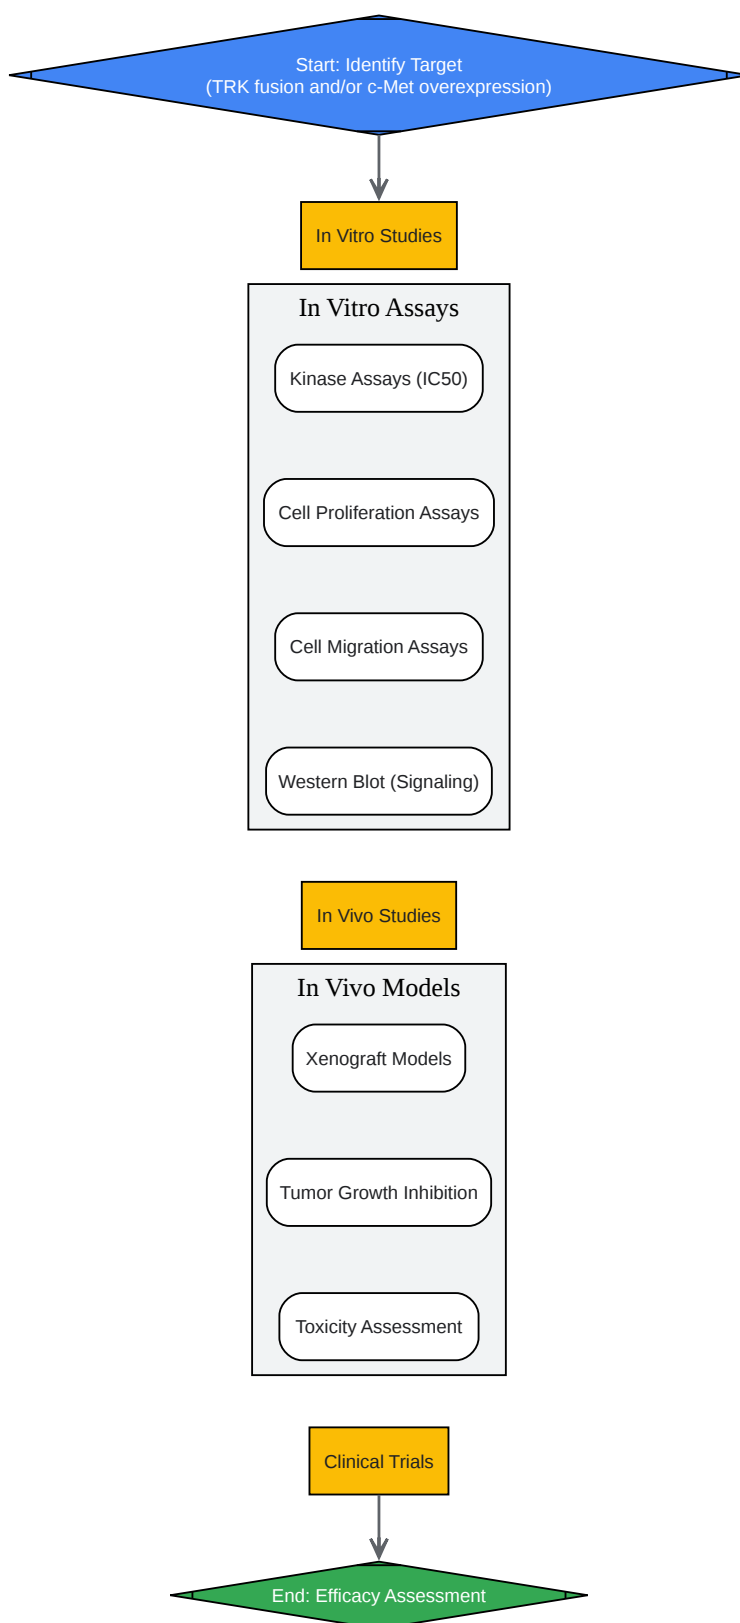 Start: Identify Target
(TRK fusion and/or c-Met overexpression)
In Vitro Studies
In Vitro Assays
Kinase Assays (IC50)
Cell Proliferation Assays
Cell Migration Assays
Western Blot (Signaling)
In Vivo Studies
In Vivo Models
Xenograft Models
Tumor Growth Inhibition
Toxicity Assessment
Clinical Trials
End: Efficacy Assessment